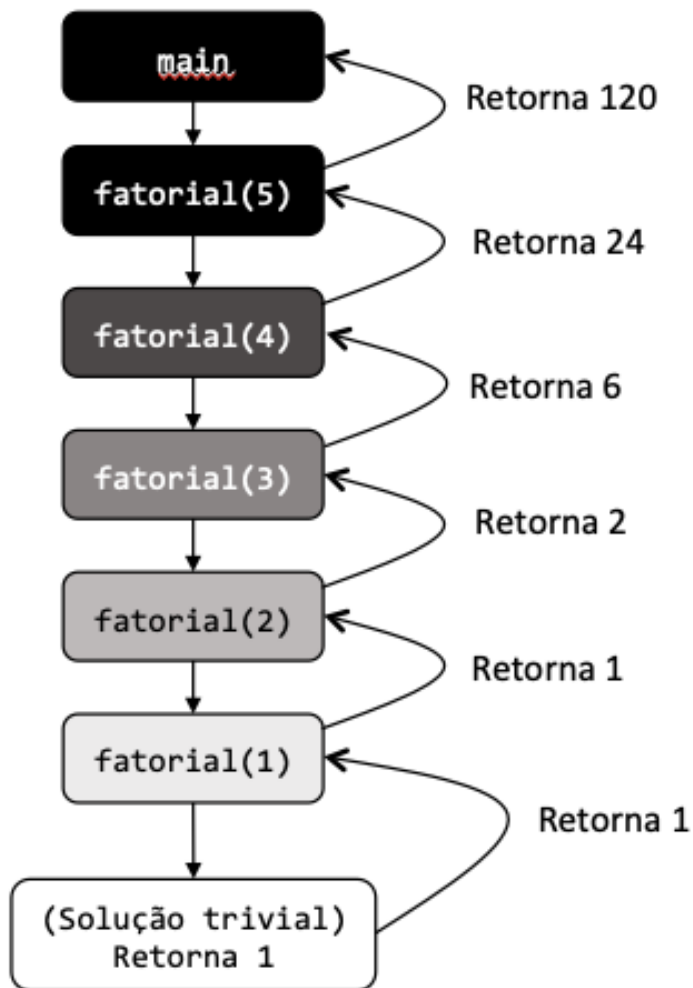 main
Retorna 120
fatorial(5)
Retorna 24
fatorial(4)
Retorna 6
fatorial(3)
Retorna 2
fatorial(2)
Retorna 1
fatorial(1)
Retorna 1
(Solução trivial)
Retorna 1